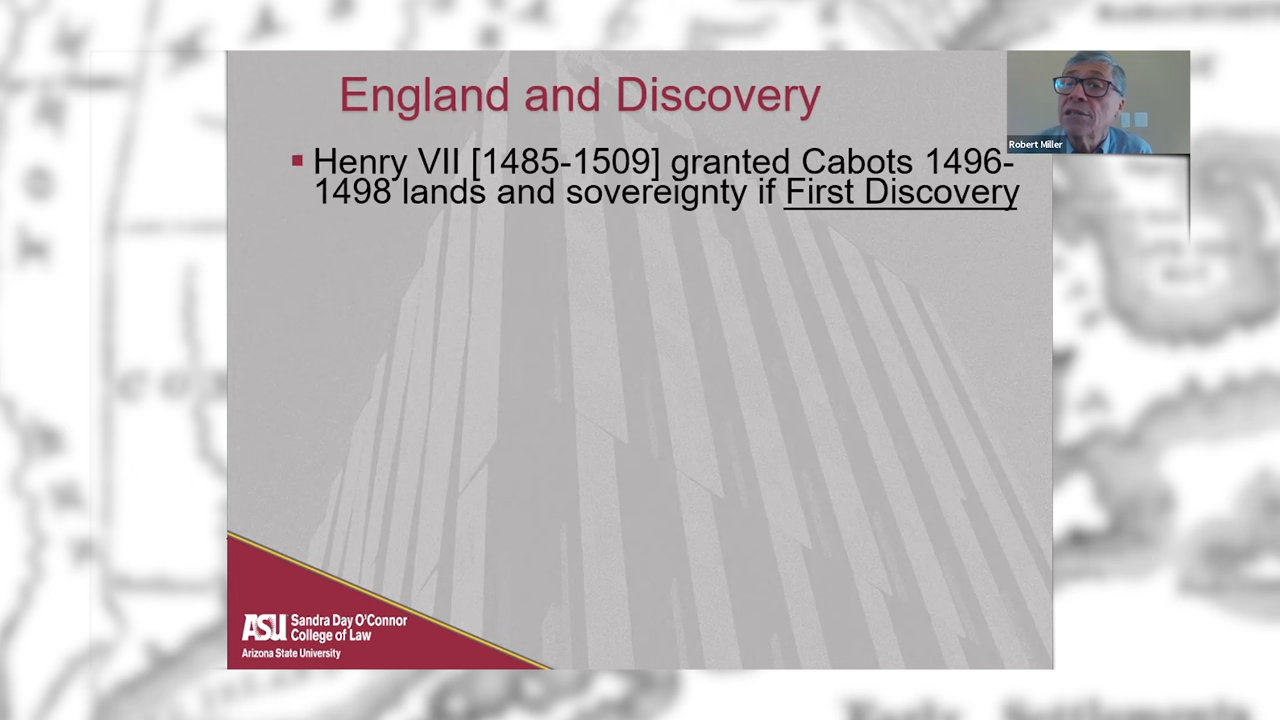 England and Discovery
Henry VII [1485-1509] granted Cabots 1496-
1498 lands and sovereignty if First Discovery
Robert Miller
ASU Sandra Day O'Connor
College of Law
Arizona State University